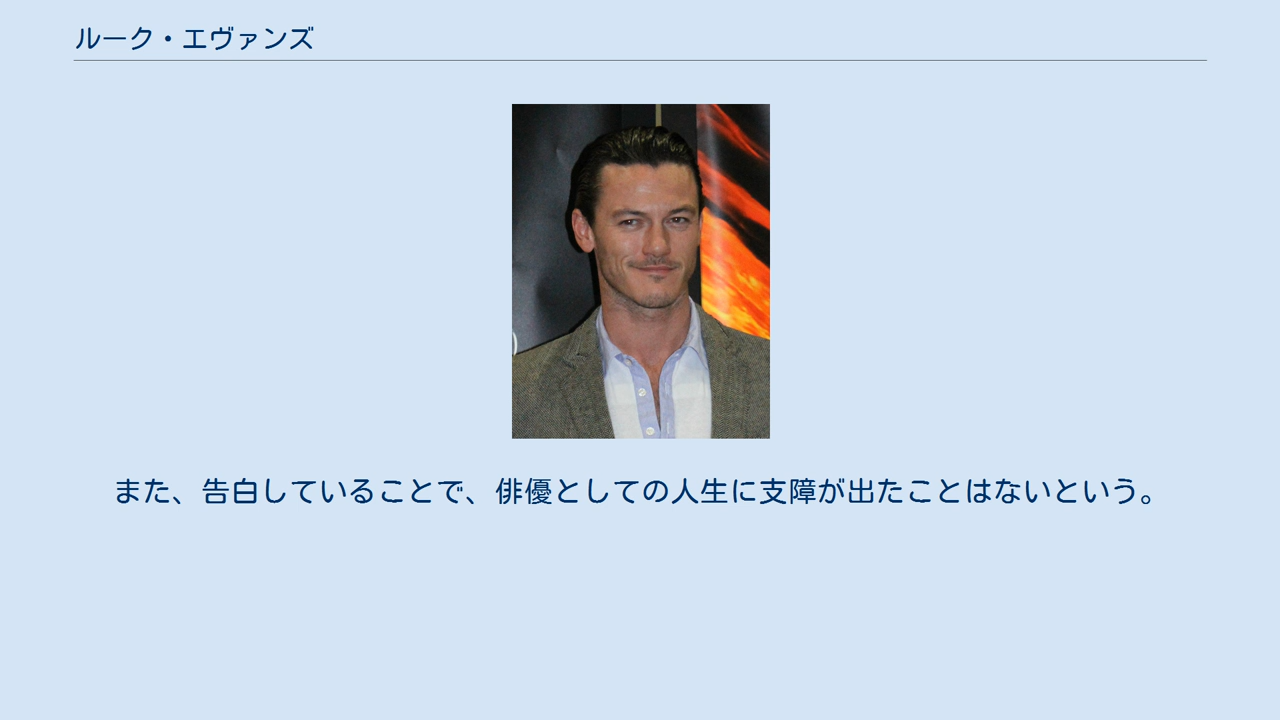 ルーク・エヴァンズ
また、告白していることで、俳優としての人生に支障が出たことはないという。